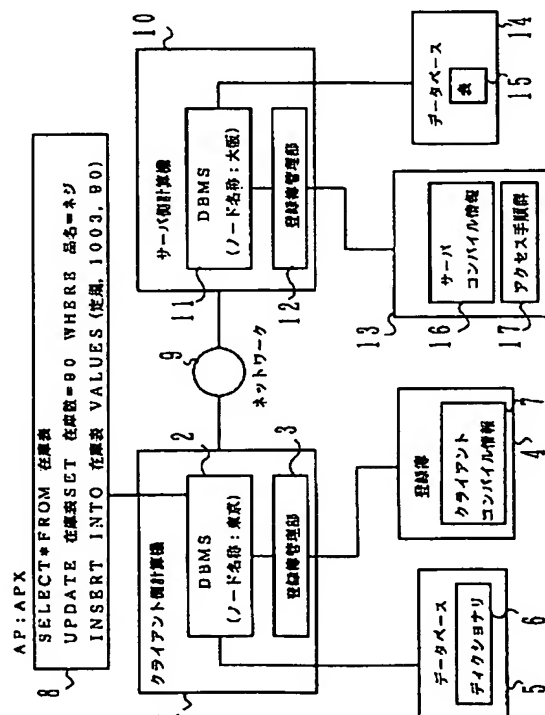 AP:APX
SELECT*FROM 在庫表
UPDATE 在庫表SET 在庫数=80 WHERE 品名=ネジ
INSERT INTO 在庫表 VALUES(定規, 1003, 80)
8
クライアント側計算機
DBMS
(ノード名称:東京)
2
登録簿管理部
3
9
ネットワーク
サーバ側計算機
10
DBMS
(ノード名称:大阪)
11
登録簿管理部
12
データベース
ディクショナリ
6
5
登録簿
クライアント
コンパイル情報
7
4
13
サーバ
コンパイル情報
16
アクセス手順群
17
データベース
表
15
14